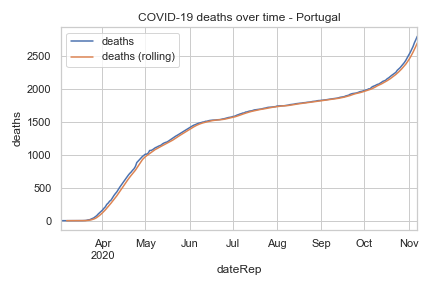 COVID-19 deaths over time - Portugal
deaths
deaths (rolling)
deaths
2500
2000
1500
1000
500
0
Apr May Jun Jul Aug Sep Oct Nov
2020
dateRep